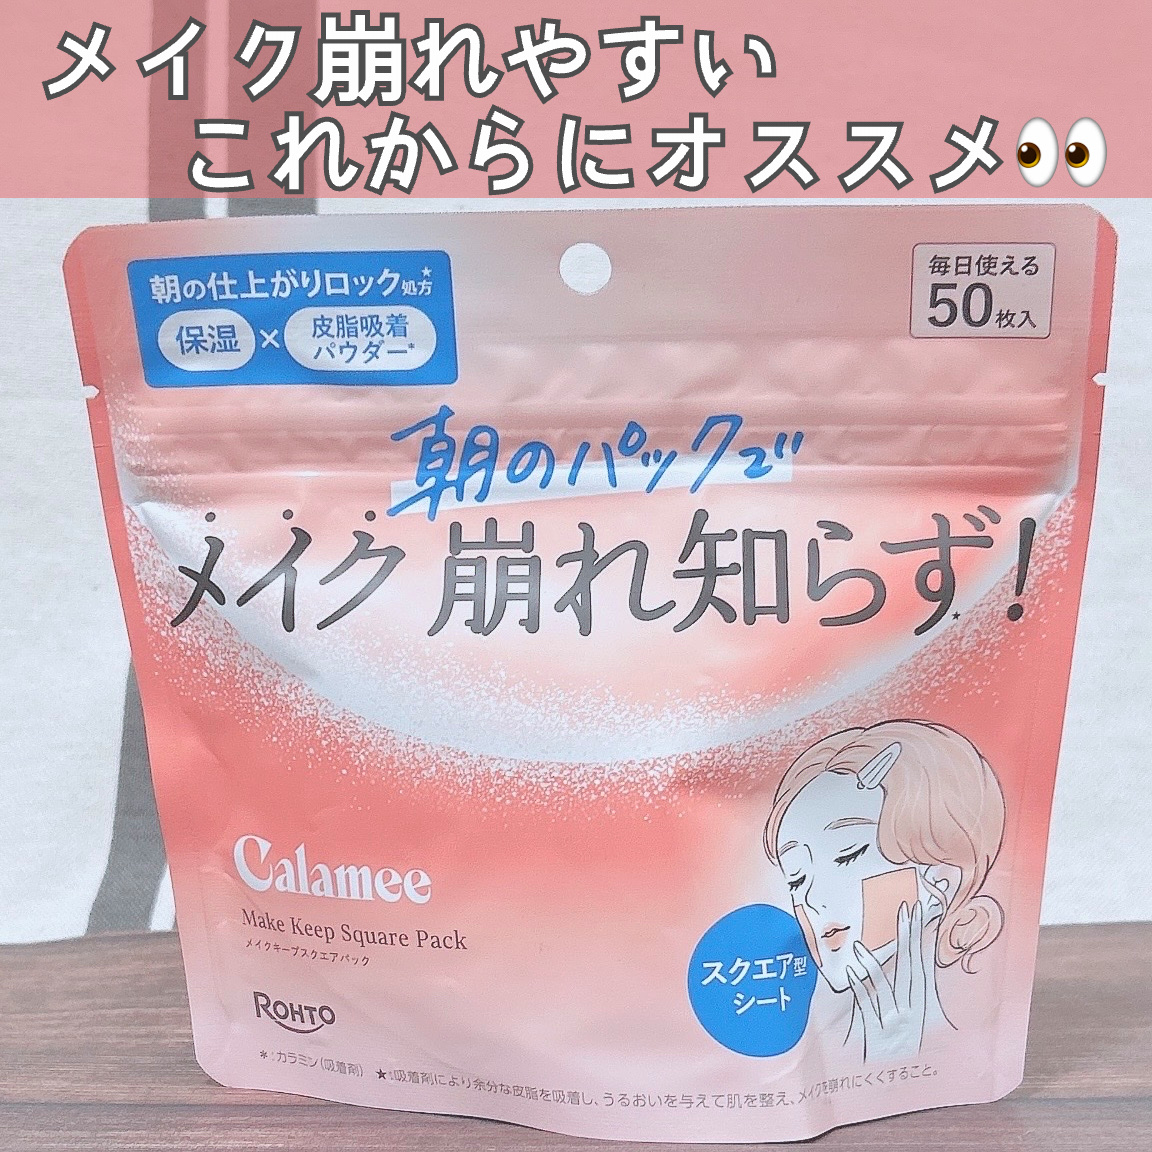 メイク崩れやすい
これからにオススメ👀
朝の仕上がりロック処方★
保湿×皮脂吸着パウダー*
毎日使える
50枚入
朝のパックで
メイク崩れ知らず★!
Calamee
Make Keep Square Pack
メイクキープスクエアパック
スクエア型
シート
ROHTO
*:カラミン(吸着剤) ★:吸着剤により余分な皮脂を吸着し、うるおいを与えて肌を整え、メイクを崩れにくくすること。